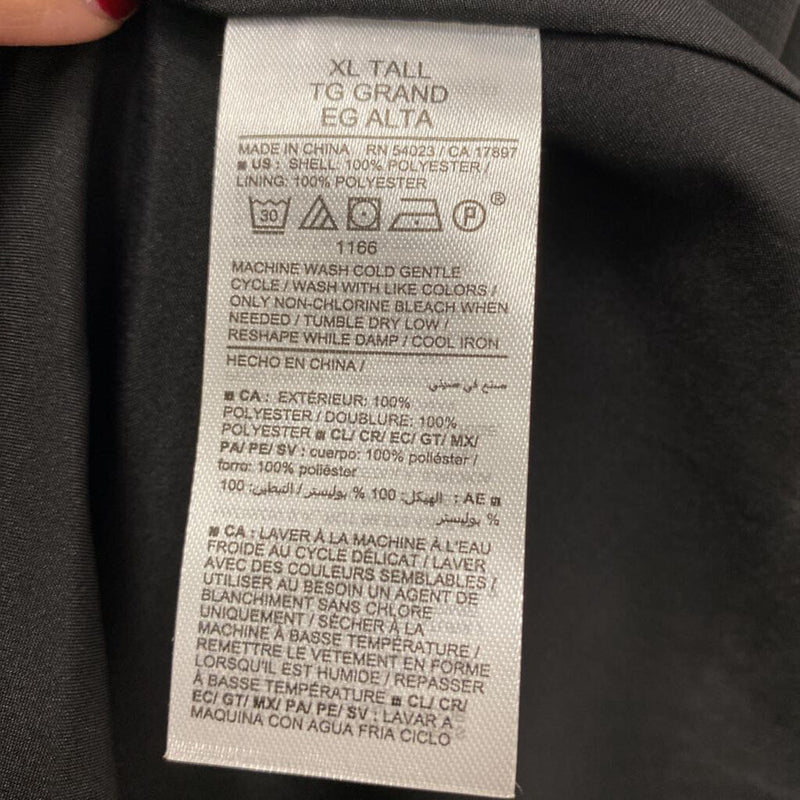 XL TALL
TG GRAND
EG ALTA
MADE IN CHINA RN 54023 / CA 17897
■ US : SHELL: 100% POLYESTER /
LINING: 100% POLYESTER
30 P ®
1166
MACHINE WASH COLD GENTLE
CYCLE / WASH WITH LIKE COLORS /
ONLY NON-CHLORINE BLEACH WHEN
NEEDED / TUMBLE DRY LOW /
RESHAPE WHILE DAMP / COOL IRON
HECHO EN CHINA /
صنع في صيني
■ CA : EXTÉRIEUR: 100%
POLYESTER / DOUBLURE: 100%
POLYESTER ■ CL/ CR/ EC/ GT/ MX/
PA/ PE/ SV : cuerpo: 100% poliéster /
forro: 100% poliéster
■ AE : الهيكل: 100 % بوليستر / التبطين: 100
% بوليستر
■ CA : LAVER À LA MACHINE À L'EAU
FROIDE AU CYCLE DÉLICAT / LAVER
AVEC DES COULEURS SEMBLABLES /
UTILISER AU BESOIN UN AGENT DE
BLANCHIMENT SANS CHLORE
UNIQUEMENT / SÉCHER À LA
MACHINE À BASSE TEMPÉRATURE /
REMETTRE LE VÊTEMENT EN FORME
LORSQU'IL EST HUMIDE / REPASSER
À BASSE TEMPÉRATURE ■ CL/ CR/
EC/ GT/ MX/ PA/ PE/ SV : LAVAR A
MAQUINA CON AGUA FRIA CICLO